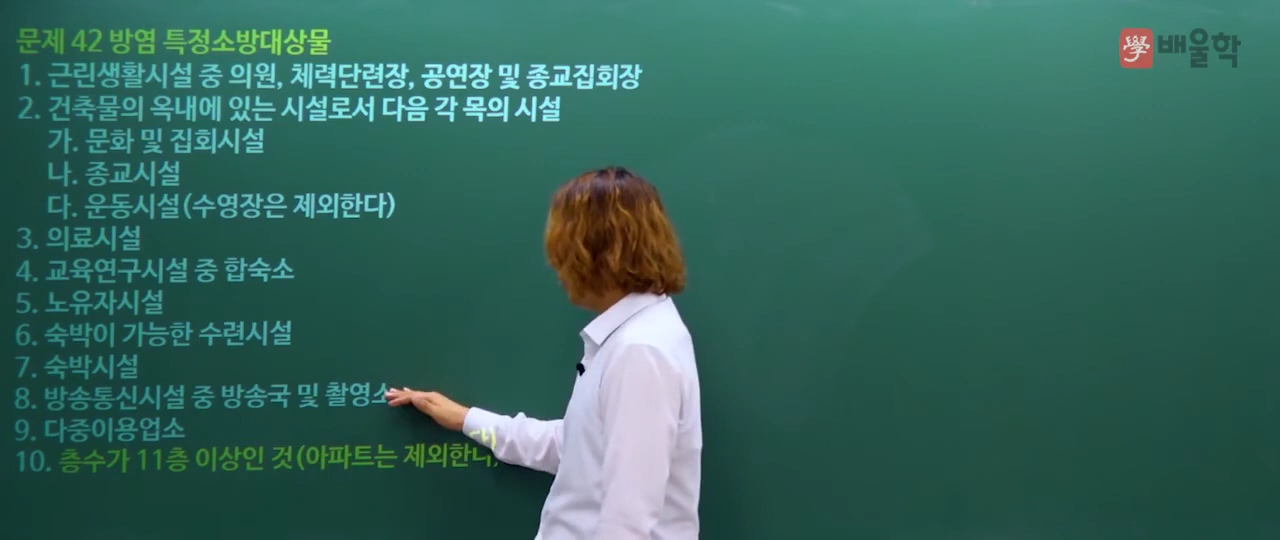 문제 42 방염 특정소방대상물
1. 근린생활시설 중 의원, 체력단련장, 공연장 및 종교집회장
2. 건축물의 옥내에 있는 시설로서 다음 각 목의 시설
가. 문화 및 집회시설
나. 종교시설
다. 운동시설(수영장은 제외한다)
3. 의료시설
4. 교육연구시설 중 합숙소
5. 노유자시설
6. 숙박이 가능한 수련시설
7. 숙박시설
8. 방송통신시설 중 방송국 및 촬영소
9. 다중이용업소
10. 층수가 11층 이상인 것(아파트는 제외한다)
學 배울학